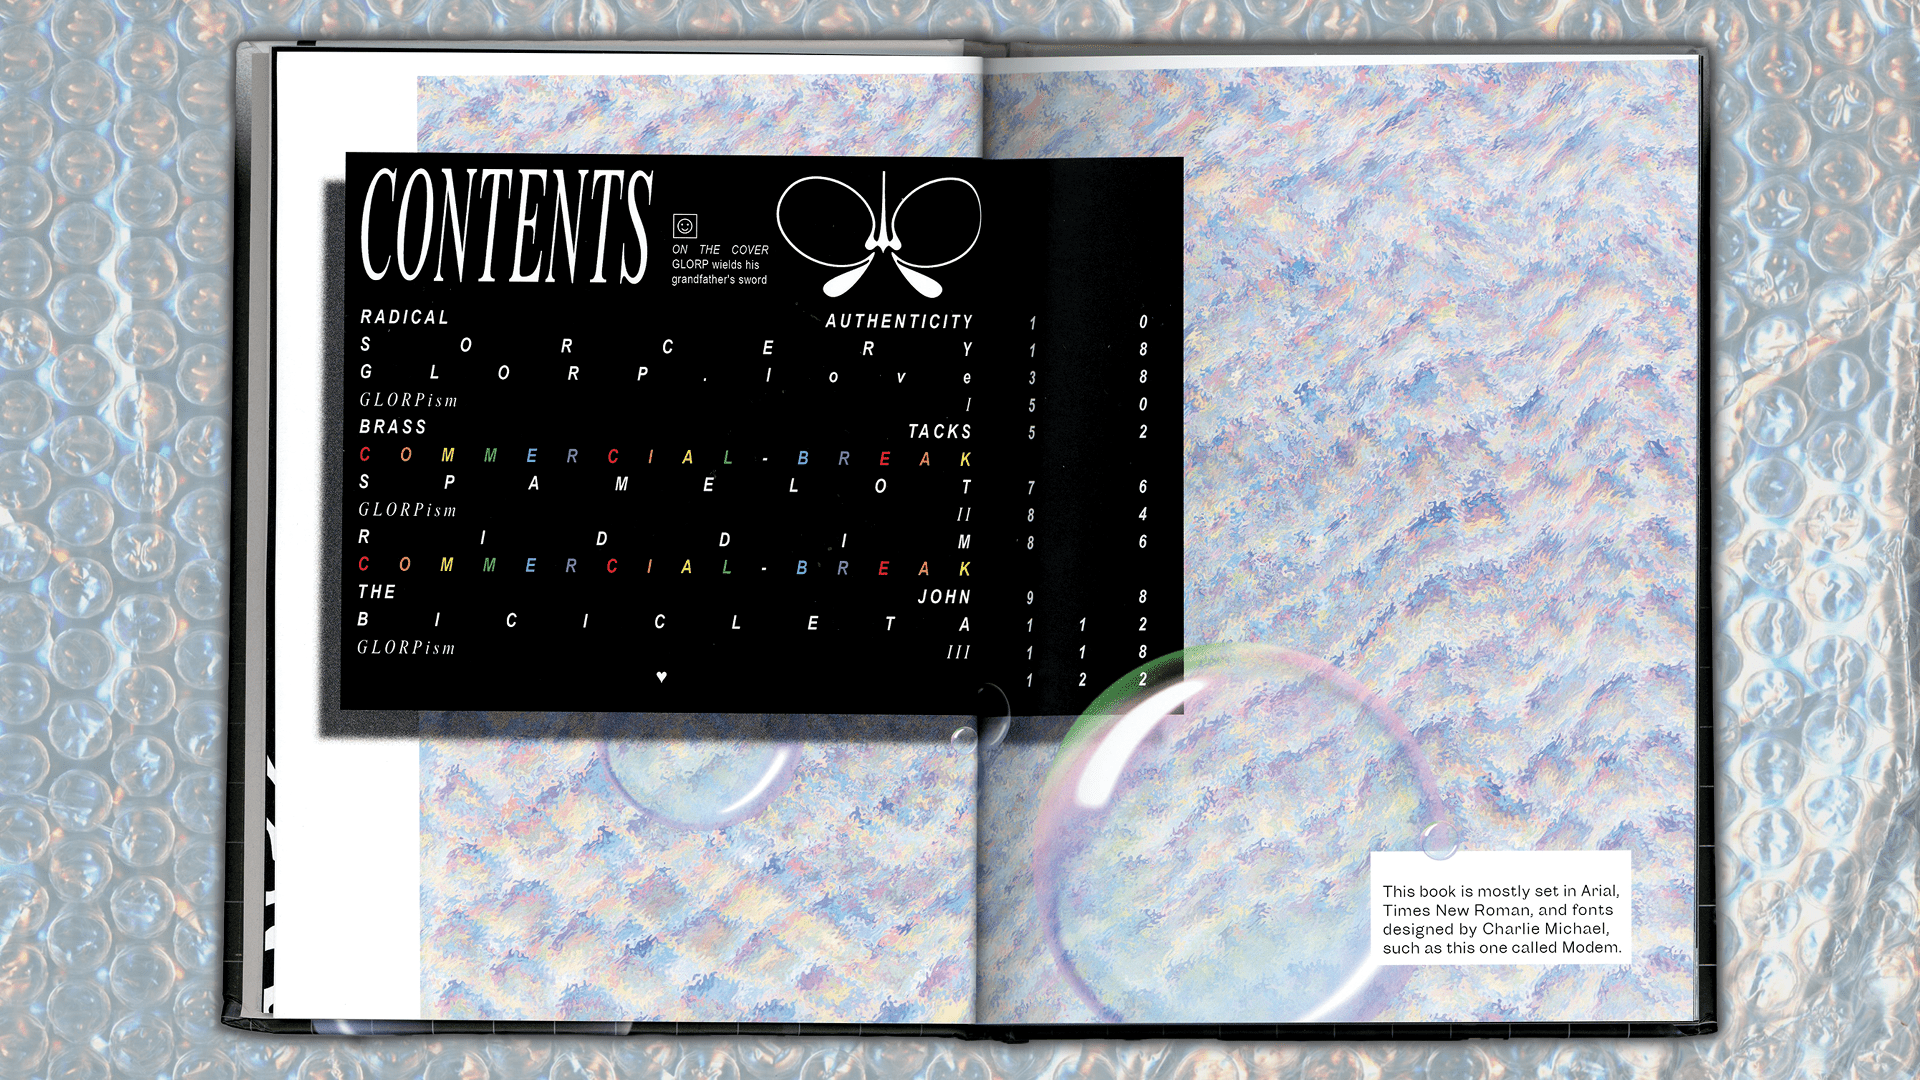 CONTENTS
ON THE COVER
GLORP wields his
grandfather's sword
RADICAL AUTHENTICITY 10
SORCERY 18
GLORP.love 38
GLORPism I 50
BRASS TACKS 52
COMMERCIAL-BREAK
SPAMELOT 76
GLORPism II 84
RIDDIM 86
COMMERCIAL-BREAK
THE JOHN 98
BICICLETA 112
GLORPism III 118
♥ 122
This book is mostly set in Arial,
Times New Roman, and fonts
designed by Charlie Michael,
such as this one called Modem.